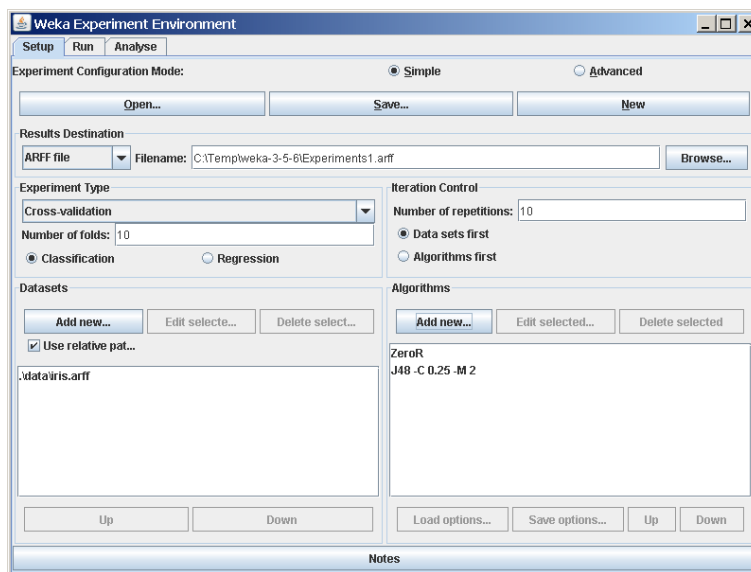 Weka Experiment Environment
Setup Run Analyse
Experiment Configuration Mode: Simple Advanced
Open... Save... New
Results Destination
ARFF file Filename: C:\Temp\weka-3-5-6\Experiments1.arff Browse...
Experiment Type
Cross-validation
Number of folds: 10
Classification Regression
Iteration Control
Number of repetitions: 10
Data sets first
Algorithms first
Datasets
Add new... Edit selecte... Delete select...
Use relative pat...
.\data\iris.arff
Up Down
Algorithms
Add new... Edit selected... Delete selected
ZeroR
J48 -C 0.25 -M 2
Load options... Save options... Up Down
Notes